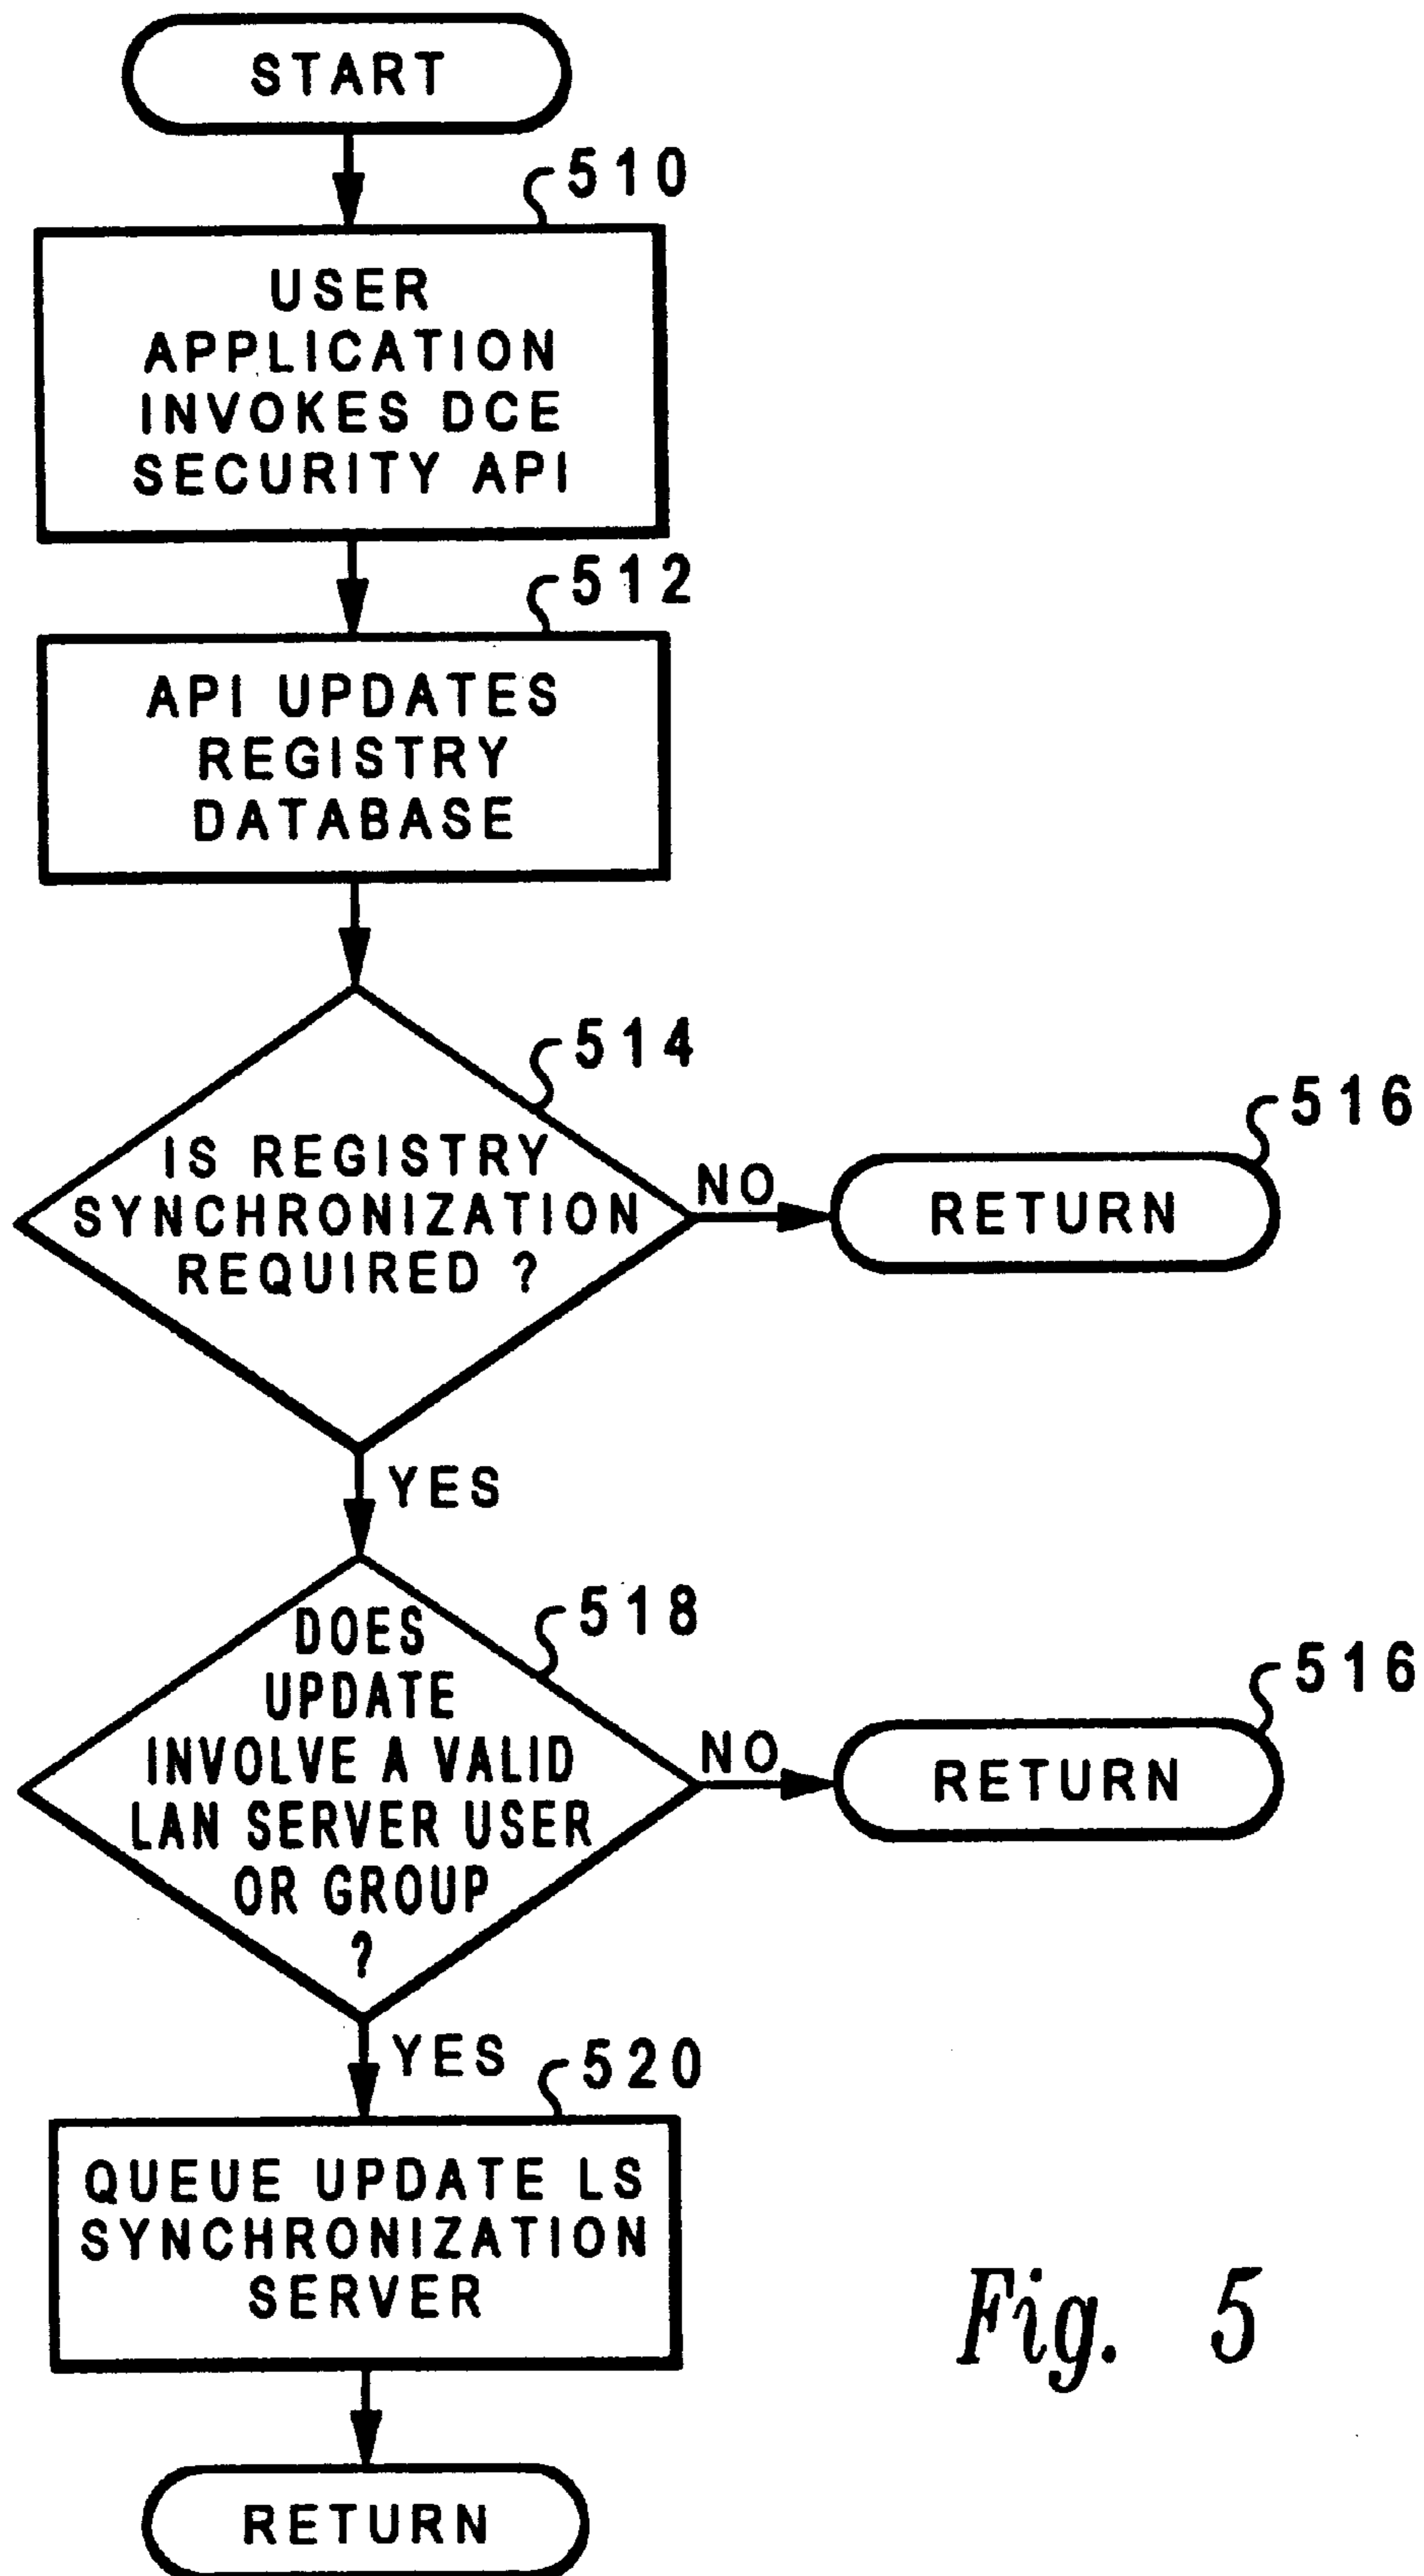 START
510
USER
APPLICATION
INVOKES DCE
SECURITY API
512
API UPDATES
REGISTRY
DATABASE
514
IS REGISTRY
SYNCHRONIZATION
REQUIRED ?
NO
516
RETURN
YES
518
DOES
UPDATE
INVOLVE A VALID
LAN SERVER USER
OR GROUP
?
NO
516
RETURN
YES
520
QUEUE UPDATE LS
SYNCHRONIZATION
SERVER
RETURN
Fig. 5